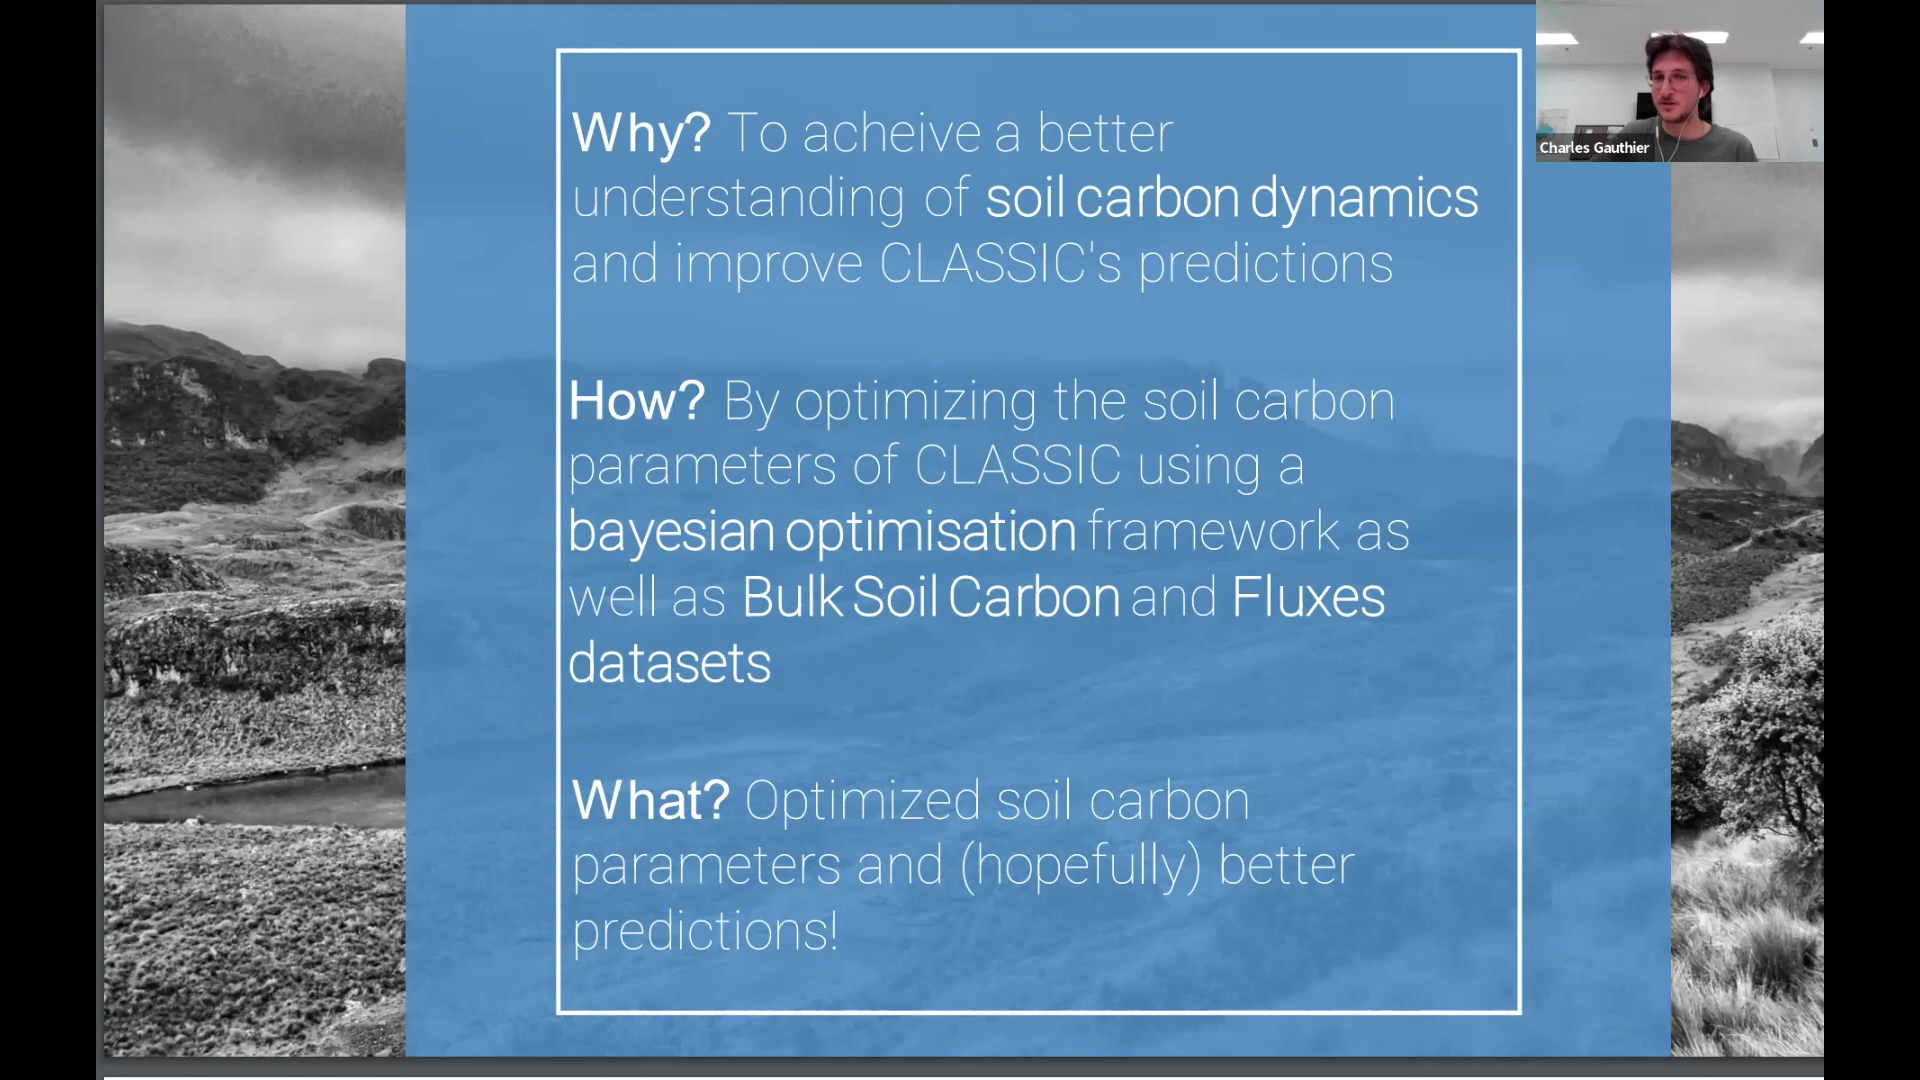 Why? To acheive a better
understanding of soil carbon dynamics
and improve CLASSIC's predictions
How? By optimizing the soil carbon
parameters of CLASSIC using a
bayesian optimisation framework as
well as Bulk Soil Carbon and Fluxes
datasets
What? Optimized soil carbon
parameters and (hopefully) better
predictions!
Charles Gauthier